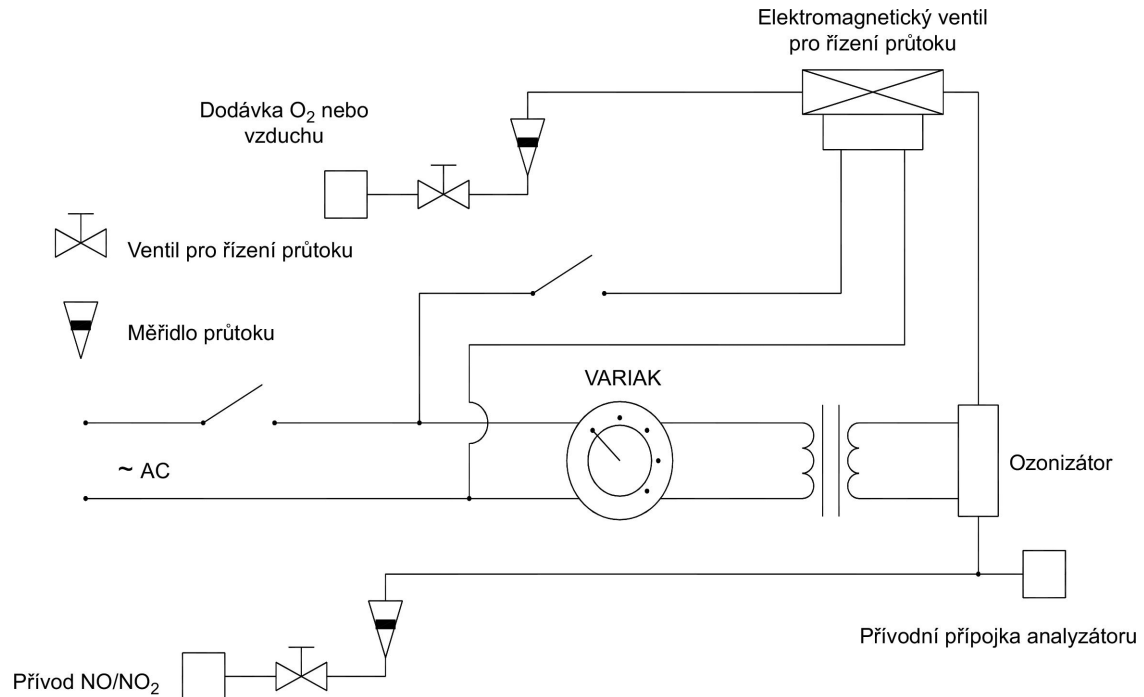 Elektromagnetický ventil
pro řízení průtoku
Dodávka O₂ nebo
vzduchu
Ventil pro řízení průtoku
Měřidlo průtoku
VARIAK
~ AC
Ozonizátor
Přívodní přípojka analyzátoru
Přívod NO/NO₂